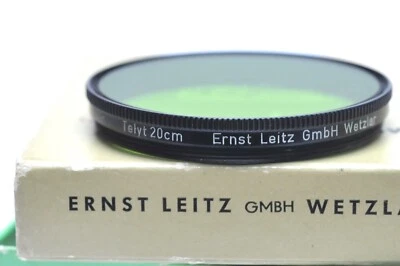 Telyt 20cm Ernst Leitz GmbH Wetzlar
ERNST LEITZ GMBH WETZLA